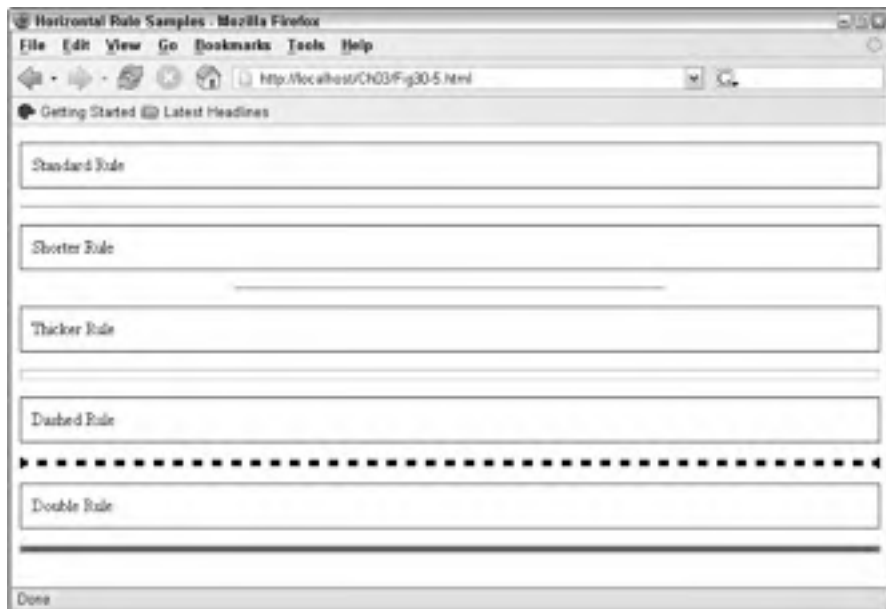 Horizontal Rule Samples - Mozilla Firefox
File Edit View Go Bookmarks Tools Help
http://localhost/Ch03/Fig30-5.html
Getting Started Latest Headlines
Standard Rule
Shorter Rule
Thicker Rule
Dashed Rule
Double Rule
Done